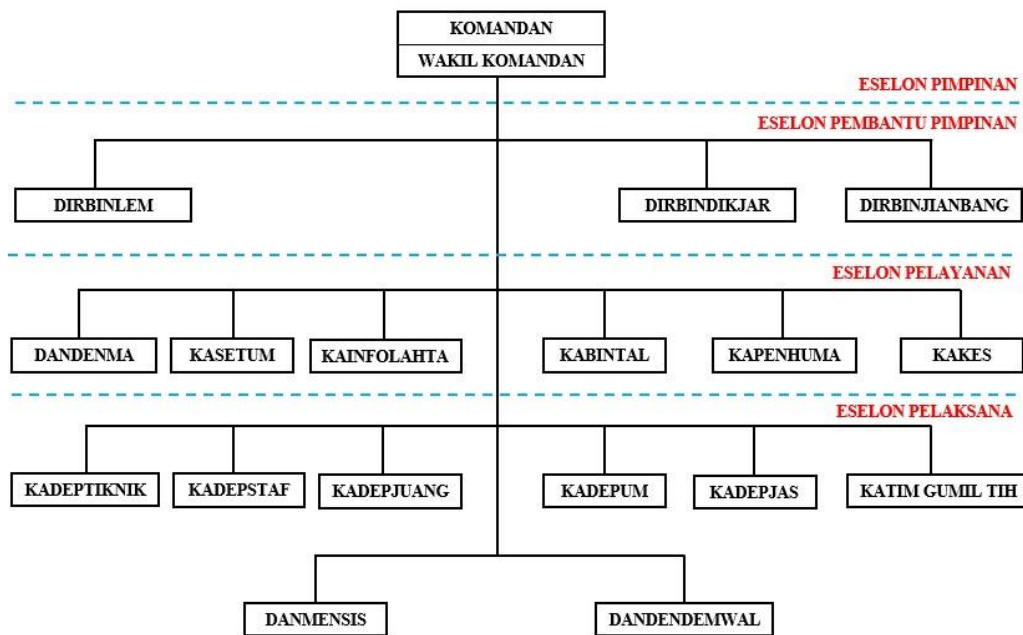 KOMANDAN
WAKIL KOMANDAN
ESELON PIMPINAN
ESELON PEMBANTU PIMPINAN
DIRBINLEM
DIRBINDIKJAR
DIRBINJIANBANG
ESELON PELAYANAN
DANDENMA
KASETUM
KAINFOLAHTA
KABINTAL
KAPENHUMA
KAKES
ESELON PELAKSANA
KADEPTIKNIK
KADEPSTAF
KADEPJUANG
KADEPUM
KADEPJAS
KATIM GUMIL TIH
DANMENSIS
DANDENDEMWAL